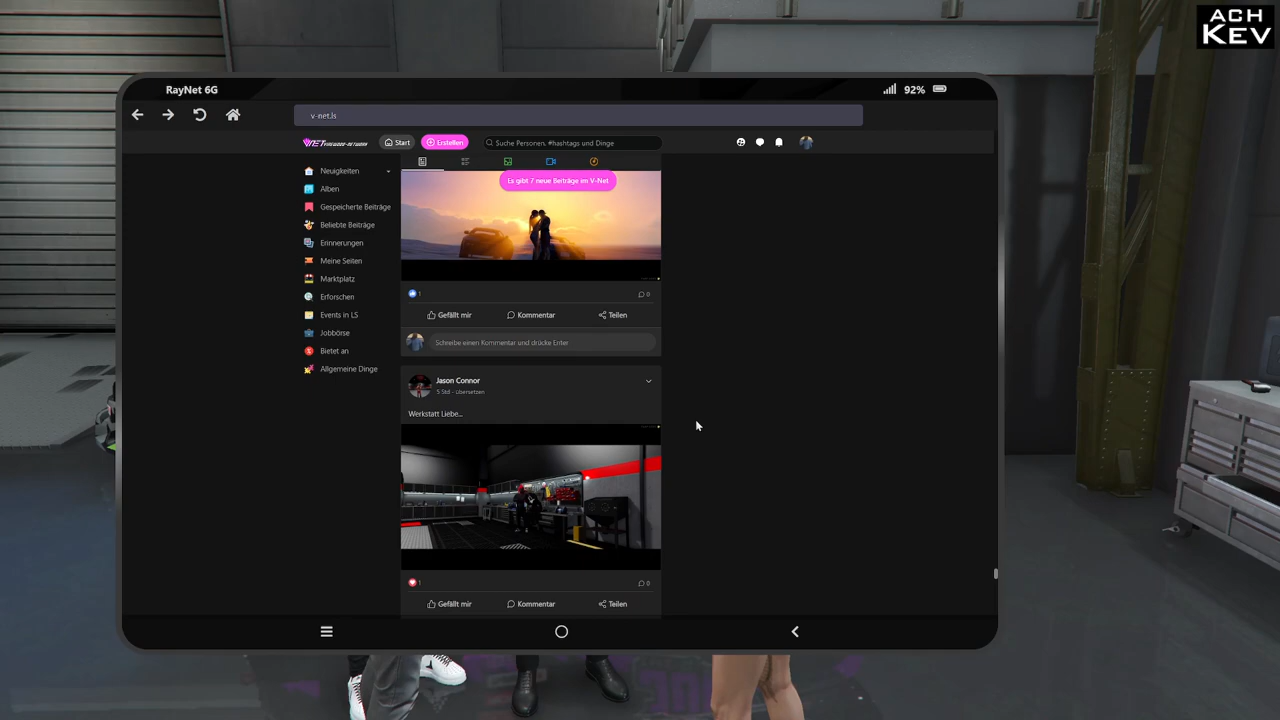 ACH
KEV
RayNet 6G
92%
v-net.ls
VNET
Start
Erstellen
Suche Personen, #hashtags und Dinge
Neuigkeiten
Alben
Gespeicherte Beiträge
Beliebte Beiträge
Erinnerungen
Meine Seiten
Marktplatz
Erforschen
Events in LS
Jobbörse
Bietet an
Allgemeine Dinge
Es gibt 7 neue Beiträge im V-Net
1
0
Gefällt mir
Kommentar
Teilen
Schreibe einen Kommentar und drücke Enter
Jason Connor
5 Std - Übersetzen
Werkstatt Liebe...
1
0
Gefällt mir
Kommentar
Teilen